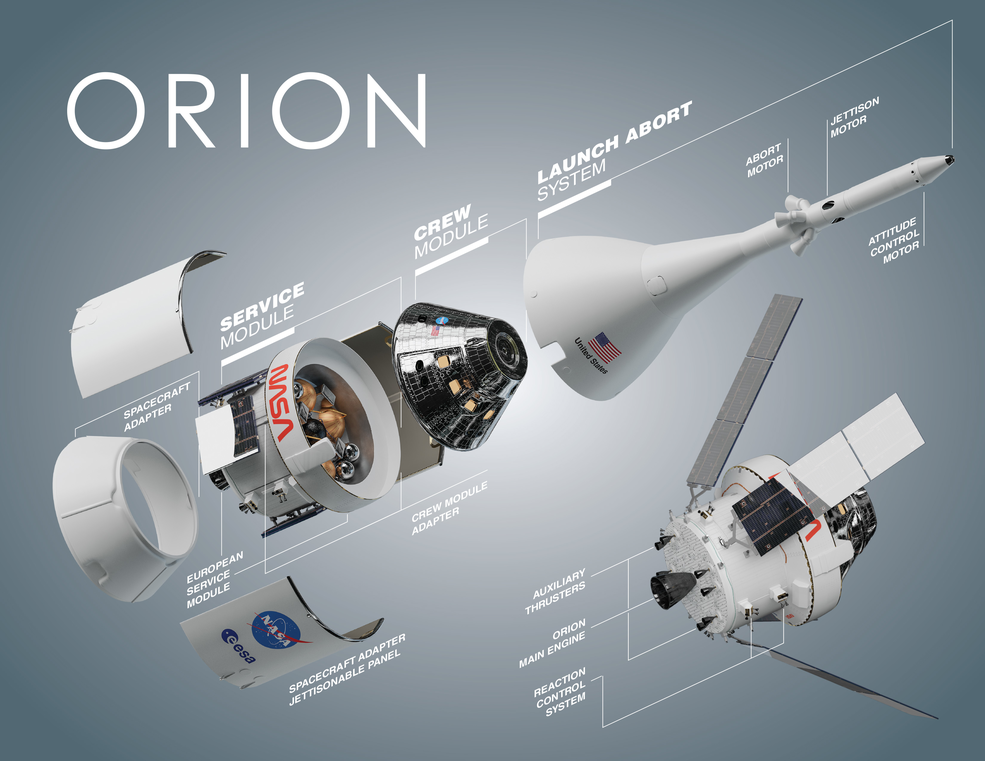 ORION
LAUNCH ABORT
SYSTEM
JETTISON
MOTOR
ABORT
MOTOR
ATTITUDE
CONTROL
MOTOR
CREW
MODULE
SERVICE
MODULE
United States
NASA
SPACECRAFT
ADAPTER
CREW MODULE
ADAPTER
EUROPEAN
SERVICE
MODULE
NASA
esa
SPACECRAFT ADAPTER
JETTISONABLE PANEL
AUXILIARY
THRUSTERS
ORION
MAIN ENGINE
REACTION
CONTROL
SYSTEM